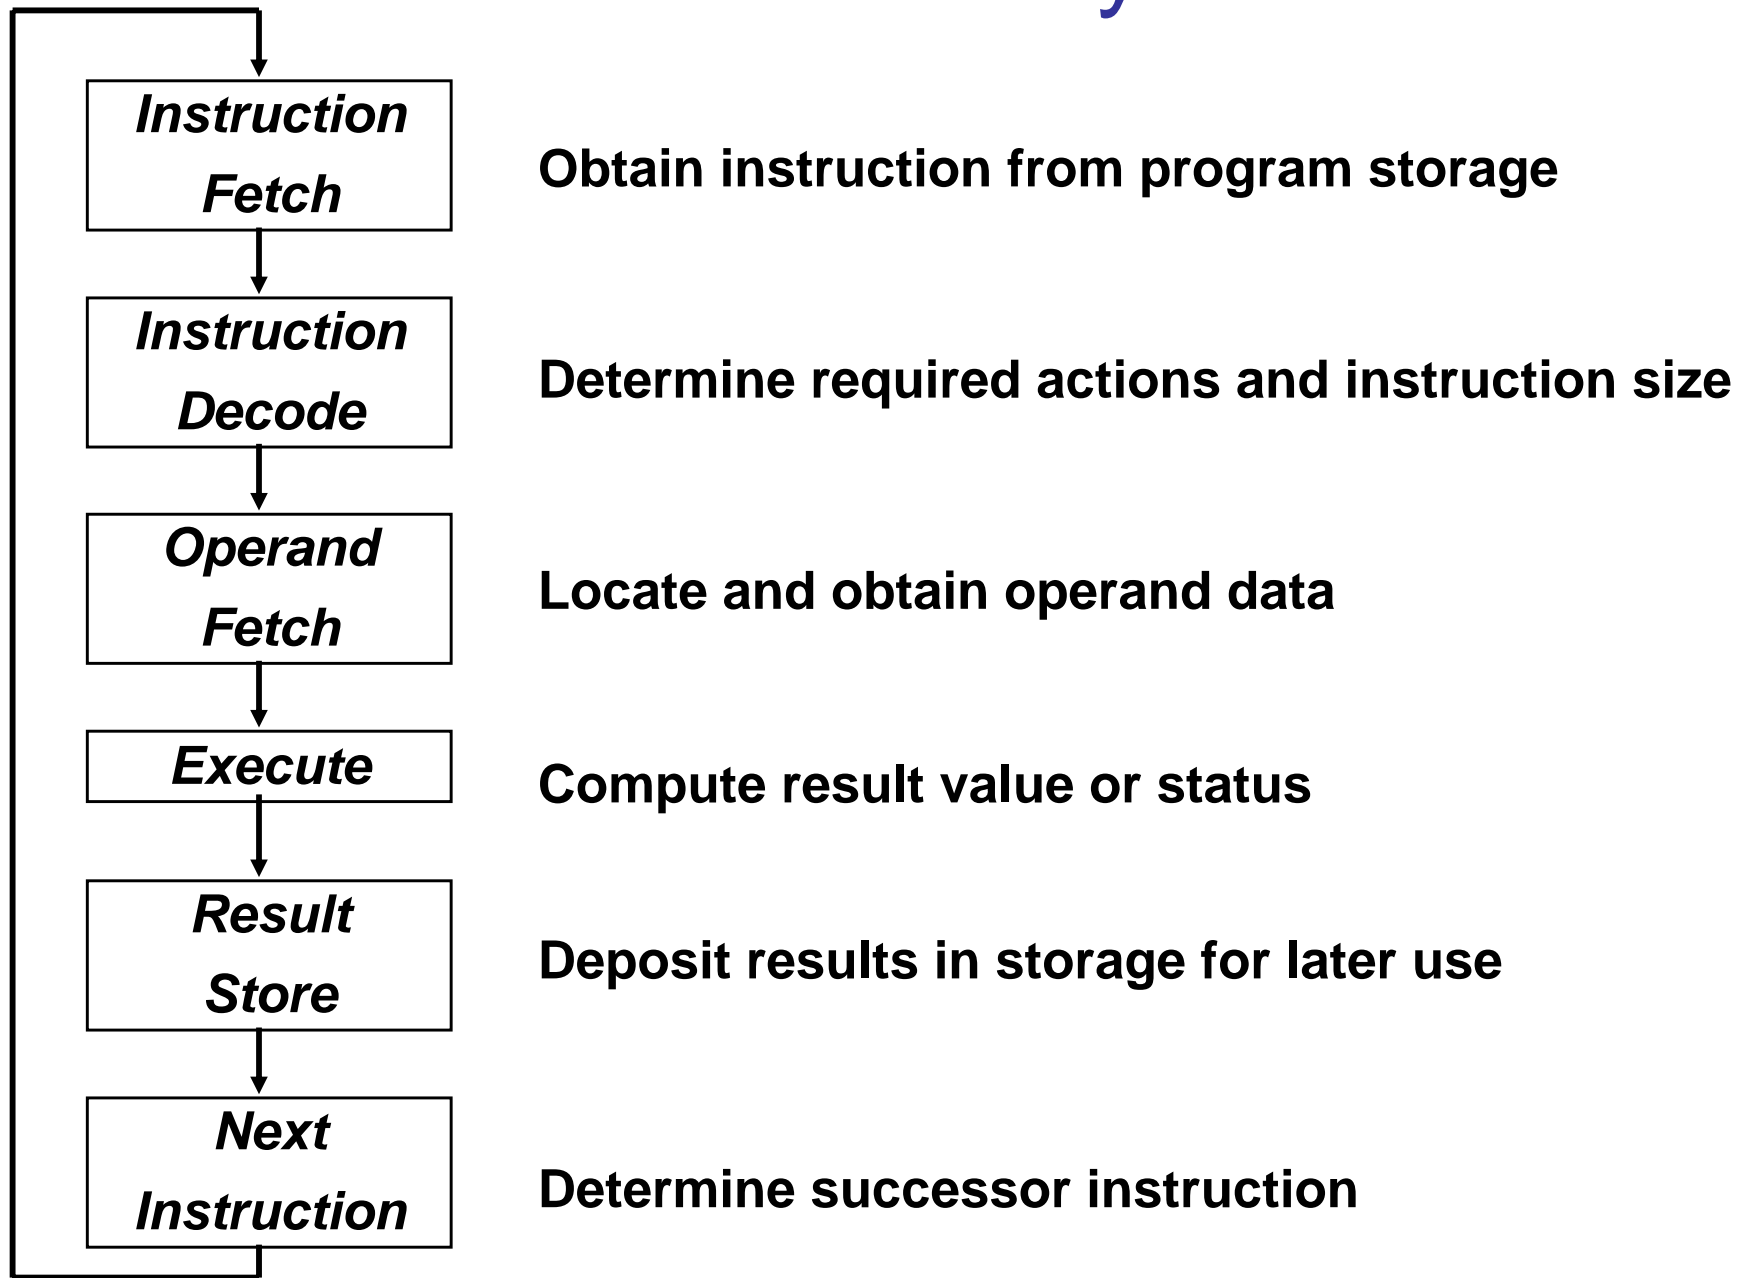 Instruction
Fetch
Obtain instruction from program storage
Instruction
Decode
Determine required actions and instruction size
Operand
Fetch
Locate and obtain operand data
Execute
Compute result value or status
Result
Store
Deposit results in storage for later use
Next
Instruction
Determine successor instruction